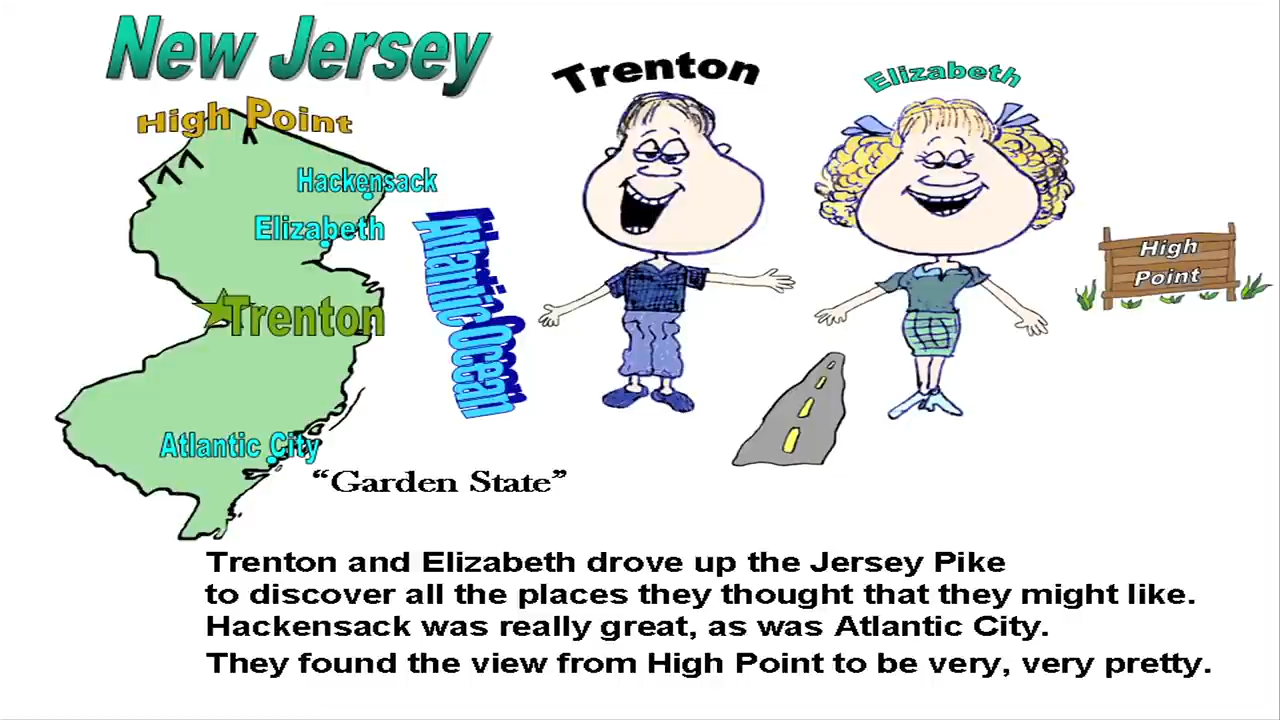 New Jersey
Trenton
Elizabeth
High Point
Hackensack
Elizabeth
Atlantic Ocean
High
Point
Trenton
Atlantic City
“Garden State”
Trenton and Elizabeth drove up the Jersey Pike
to discover all the places they thought that they might like.
Hackensack was really great, as was Atlantic City.
They found the view from High Point to be very, very pretty.